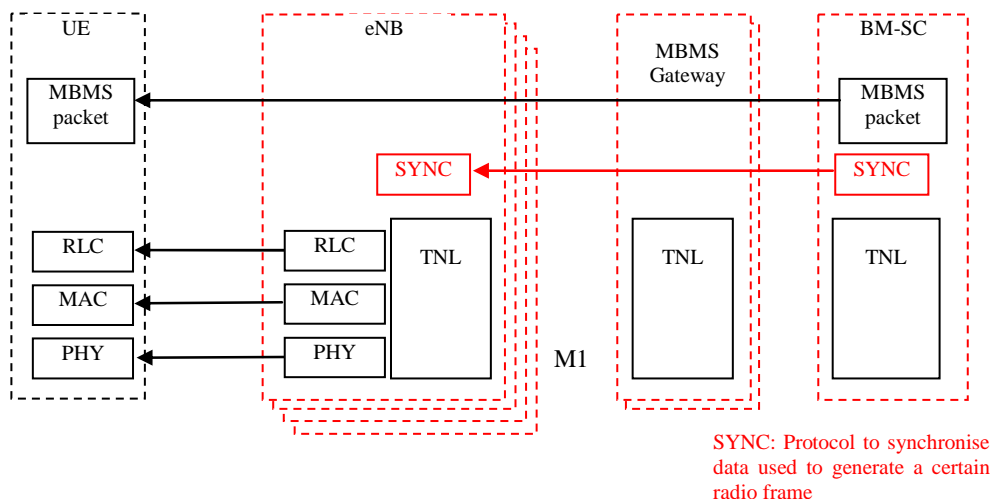 UE
eNB
MBMS
Gateway
BM-SC
MBMS
packet
MBMS
packet
SYNC
SYNC
RLC
RLC
TNL
TNL
TNL
MAC
MAC
PHY
PHY
M1
SYNC: Protocol to synchronise
data used to generate a certain
radio frame